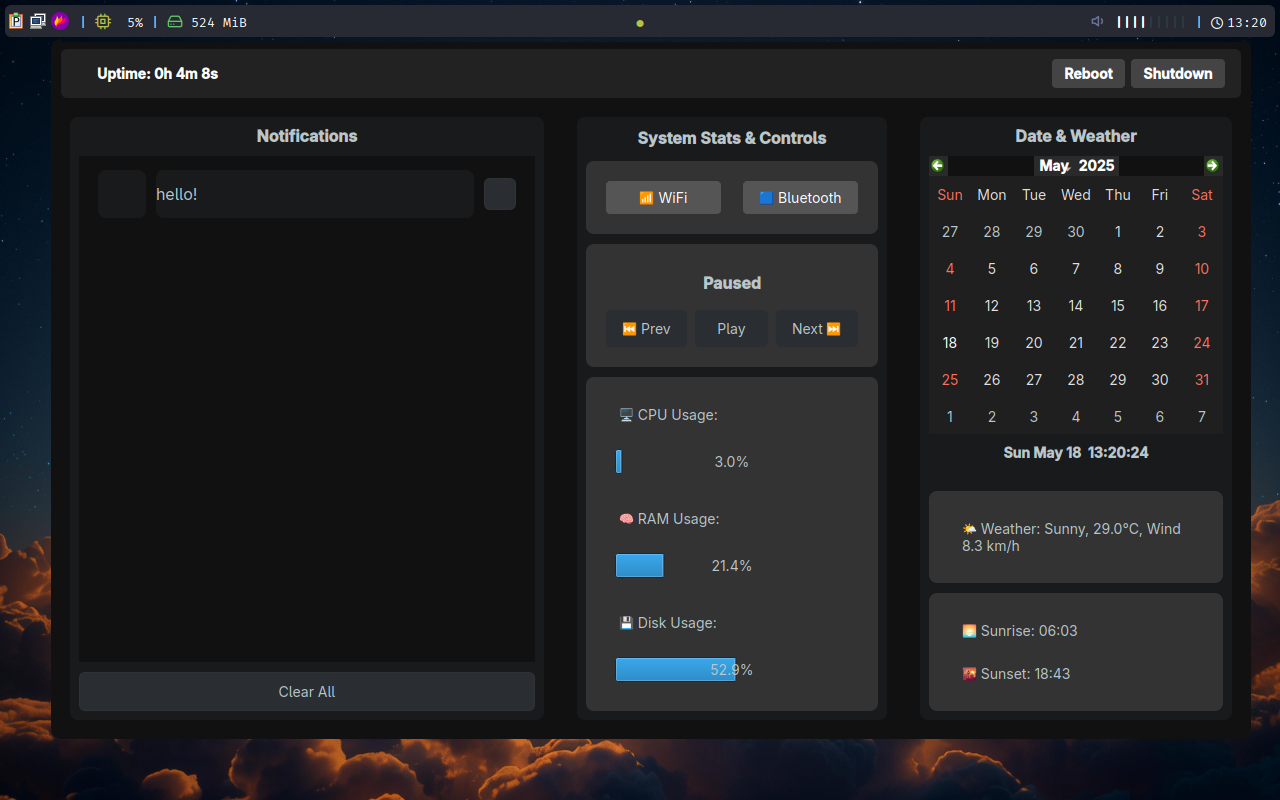 5% | 524 MiB
13:20
Uptime: 0h 4m 8s
Reboot
Shutdown
Notifications
hello!
Clear All
System Stats & Controls
WiFi
Bluetooth
Paused
Prev
Play
Next
CPU Usage:
3.0%
RAM Usage:
21.4%
Disk Usage:
52.9%
Date & Weather
May 2025
Sun Mon Tue Wed Thu Fri Sat
27 28 29 30 1 2 3
4 5 6 7 8 9 10
11 12 13 14 15 16 17
18 19 20 21 22 23 24
25 26 27 28 29 30 31
1 2 3 4 5 6 7
Sun May 18 13:20:24
Weather: Sunny, 29.0°C, Wind
8.3 km/h
Sunrise: 06:03
Sunset: 18:43